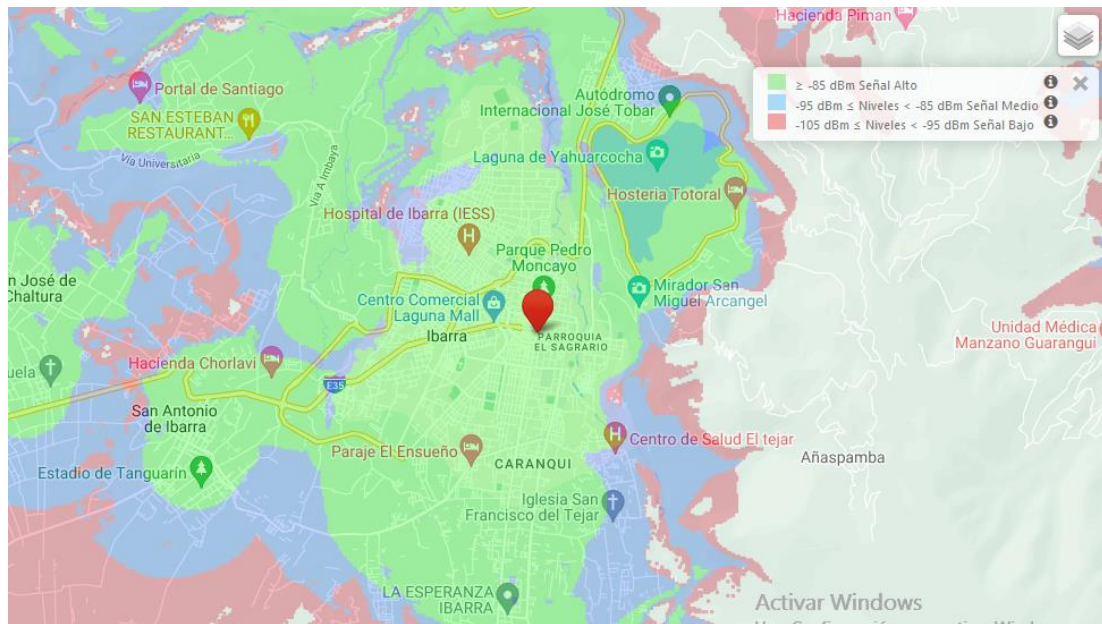 Hacienda Piman
Portal de Santiago
SAN ESTEBAN
RESTAURANT...
Vía Universitaria
Vía A Imbaya
Autódromo
Internacional José Tobar
≥ -85 dBm Señal Alto
-95 dBm ≤ Niveles < -85 dBm Señal Medio
-105 dBm ≤ Niveles < -95 dBm Señal Bajo
Laguna de Yahuarcocha
Hosteria Totoral
Hospital de Ibarra (IESS)
Parque Pedro
Moncayo
n José de
Chaltura
Centro Comercial
Laguna Mall
Mirador San
Miguel Arcangel
Ibarra
PARROQUIA
EL SAGRARIO
Unidad Médica
Manzano Guarangui
uela
Hacienda Chorlavi
E35
San Antonio
de Ibarra
Paraje El Ensueño
Centro de Salud El tejar
Añaspamba
Estadio de Tanguarín
CARANQUI
Iglesia San
Francisco del Tejar
LA ESPERANZA
IBARRA
Activar Windows